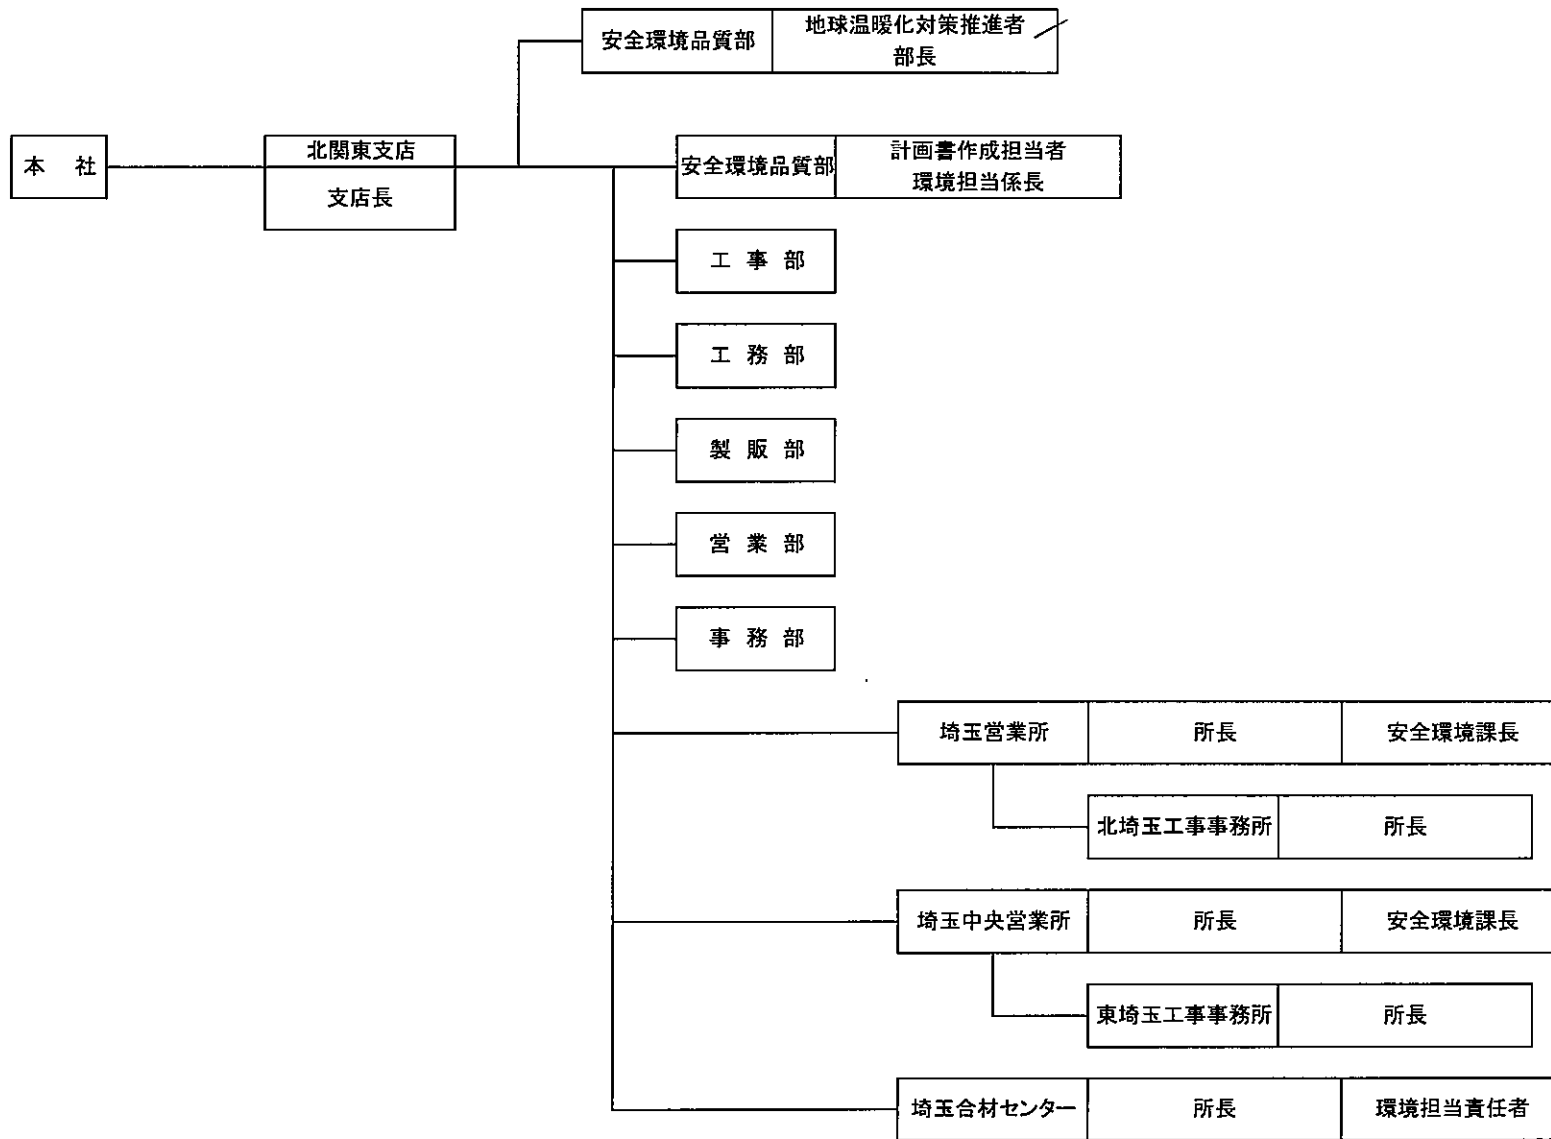 安全環境品質部
地球温暖化対策推進者
部長
本 社
北関東支店
支店長
安全環境品質部
計画書作成担当者
環境担当係長
工 事 部
工 務 部
製 販 部
営 業 部
事 務 部
埼玉営業所 所長 安全環境課長
北埼玉工事事務所 所長
埼玉中央営業所 所長 安全環境課長
東埼玉工事事務所 所長
埼玉合材センター 所長 環境担当責任者